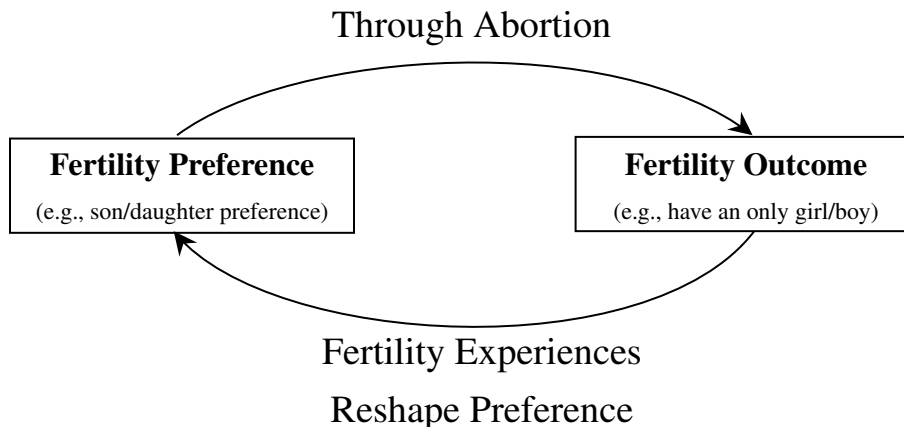 Through Abortion
Fertility Preference
(e.g., son/daughter preference)
Fertility Outcome
(e.g., have an only girl/boy)
Fertility Experiences
Reshape Preference